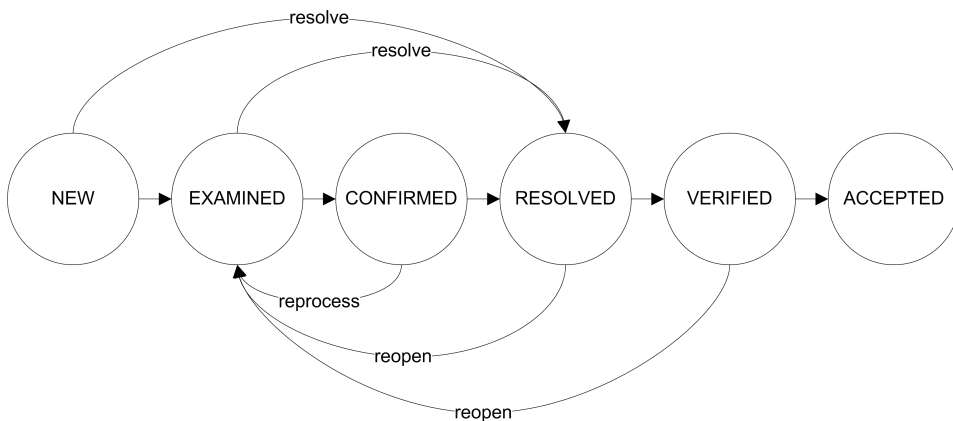 resolve
resolve
NEW
EXAMINED
CONFIRMED
RESOLVED
VERIFIED
ACCEPTED
reprocess
reopen
reopen